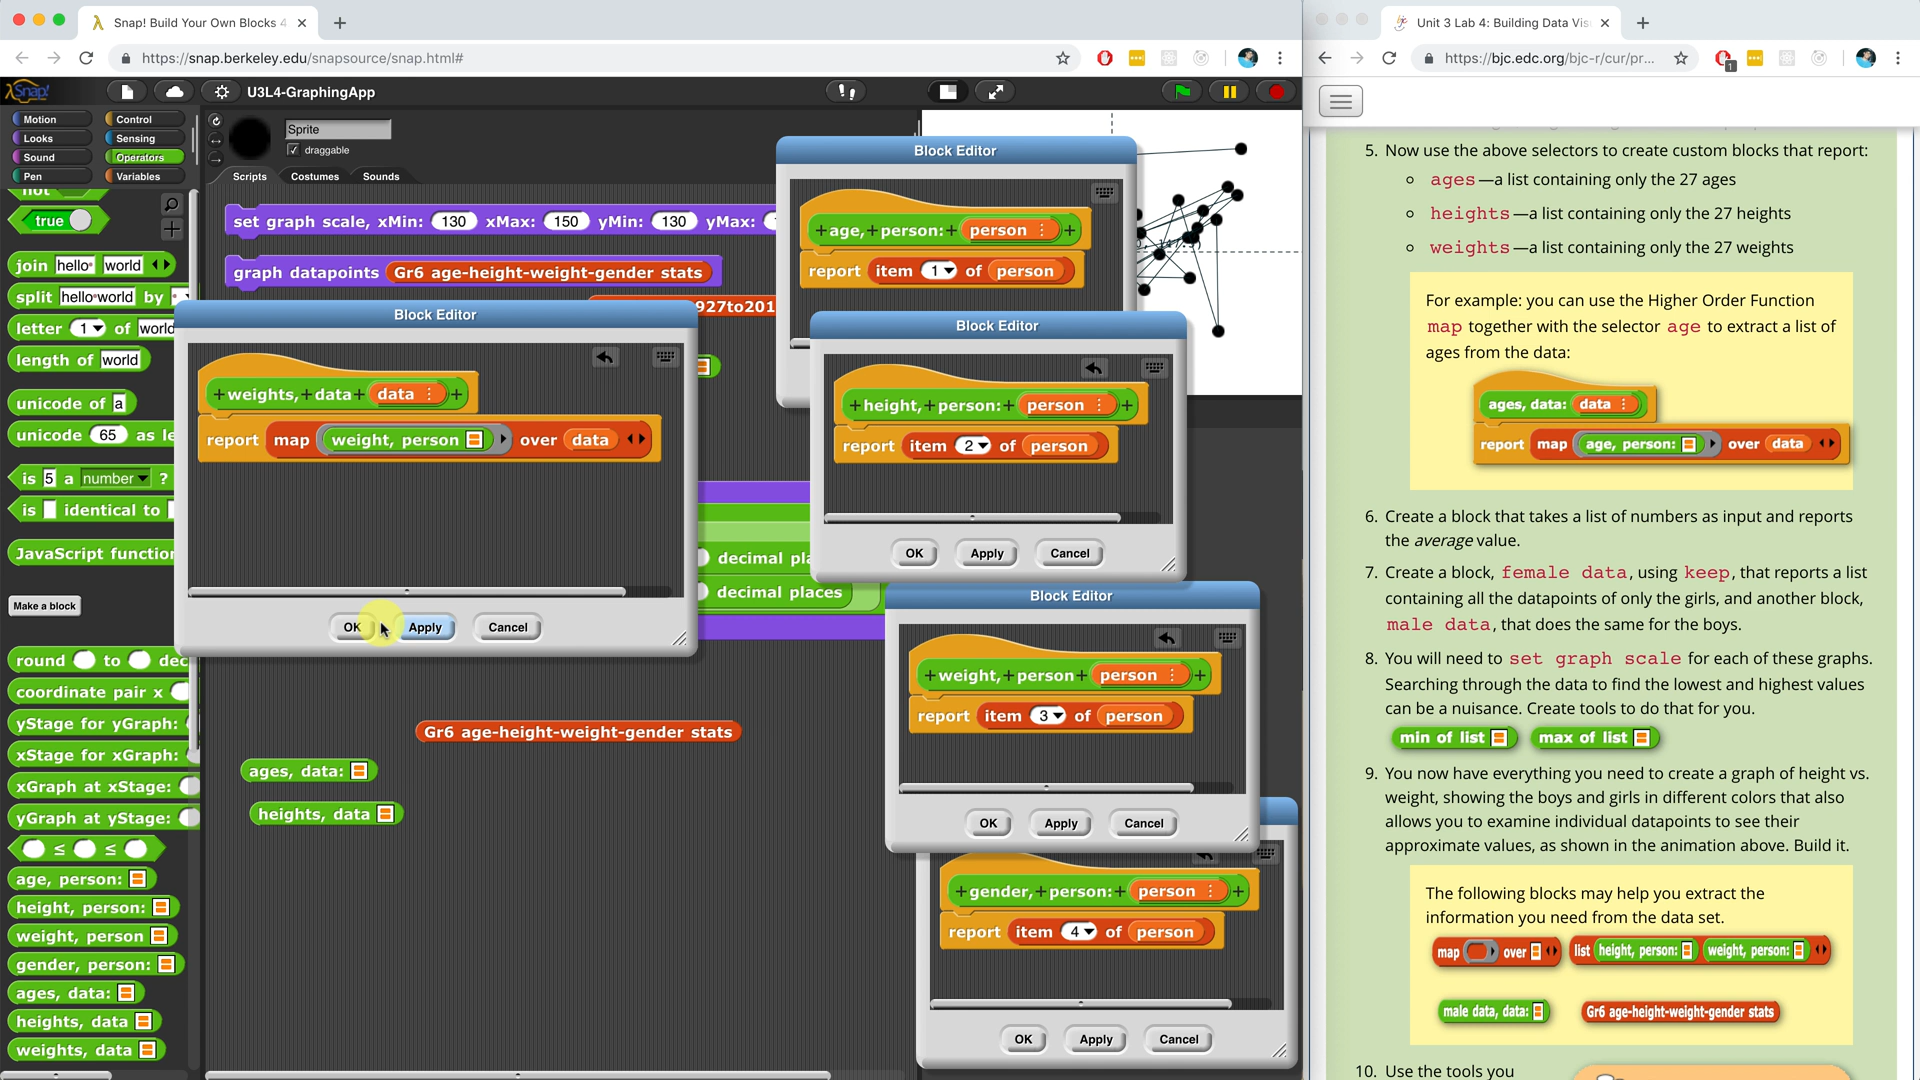 Snap! Build Your Own Blocks 4
https://snap.berkeley.edu/snapsource/snap.html#
Snap!
U3L4-GraphingApp
Motion
Control
Looks
Sensing
Sound
Operators
Pen
Variables
true
join hello world
split hello world by
letter 1 of world
length of world
unicode of a
unicode 65 as le
is 5 a number ?
is identical to
JavaScript function
Make a block
round to dec
coordinate pair x
yStage for yGraph:
xStage for xGraph:
xGraph at xStage:
yGraph at yStage:
≤ ≤
age, person:
height, person:
weight, person
gender, person:
ages, data:
heights, data
weights, data
Sprite
draggable
Scripts Costumes Sounds
set graph scale, xMin: 130 xMax: 150 yMin: 130 yMax:
graph datapoints Gr6 age-height-weight-gender stats
927to201
decimal pla
decimal places
Gr6 age-height-weight-gender stats
ages, data:
heights, data
Block Editor
+ weights, + data + data +
report map weight, person over data
OK Apply Cancel
Block Editor
+ age, + person: + person +
report item 1 of person
Block Editor
+ height, + person: + person +
report item 2 of person
OK Apply Cancel
Block Editor
+ weight, + person + person +
report item 3 of person
OK Apply Cancel
+ gender, + person: + person +
report item 4 of person
OK Apply Cancel
Unit 3 Lab 4: Building Data Vis
https://bjc.edc.org/bjc-r/cur/pr...
1
5. Now use the above selectors to create custom blocks that report:
ages—a list containing only the 27 ages
heights—a list containing only the 27 heights
weights—a list containing only the 27 weights
For example: you can use the Higher Order Function
map together with the selector age to extract a list of
ages from the data:
ages, data: data
report map age, person: over data
6. Create a block that takes a list of numbers as input and reports
the average value.
7. Create a block, female data, using keep, that reports a list
containing all the datapoints of only the girls, and another block,
male data, that does the same for the boys.
8. You will need to set graph scale for each of these graphs.
Searching through the data to find the lowest and highest values
can be a nuisance. Create tools to do that for you.
min of list max of list
9. You now have everything you need to create a graph of height vs.
weight, showing the boys and girls in different colors that also
allows you to examine individual datapoints to see their
approximate values, as shown in the animation above. Build it.
The following blocks may help you extract the
information you need from the data set.
map over list height, person: weight, person:
male data, data: Gr6 age-height-weight-gender stats
10. Use the tools you